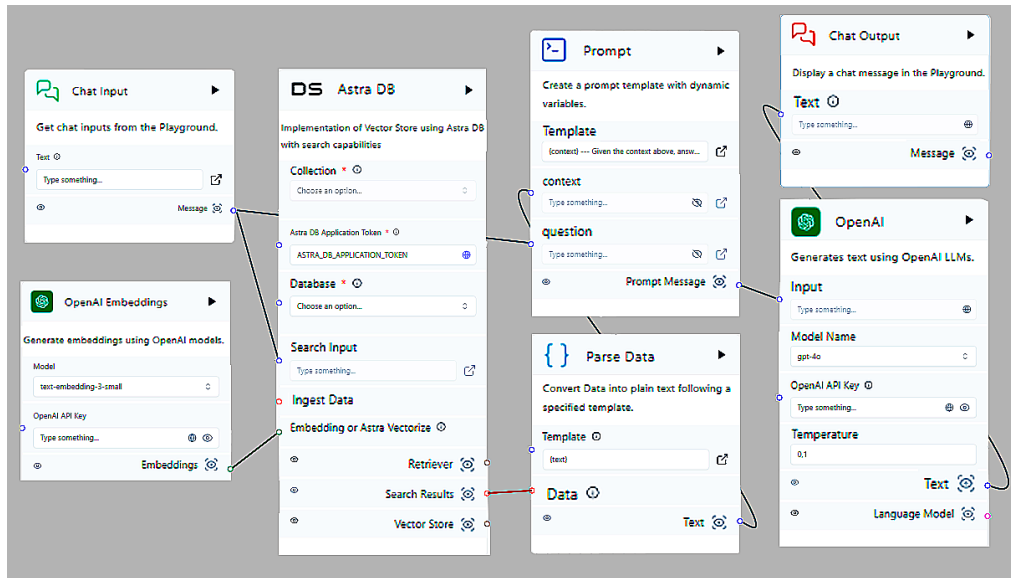 Chat Input
Get chat inputs from the Playground.
Text
Type something...
Message
OpenAI Embeddings
Generate embeddings using OpenAI models.
Model
text-embedding-3-small
OpenAI API Key
Type something...
Embeddings
DS Astra DB
Implementation of Vector Store using Astra DB
with search capabilities
Collection *
Choose an option...
Astra DB Application Token *
ASTRA_DB_APPLICATION_TOKEN
Database *
Choose an option...
Search Input
Type something...
Ingest Data
Embedding or Astra Vectorize
Retriever
Search Results
Vector Store
Prompt
Create a prompt template with dynamic
variables.
Template
{context} --- Given the context above, answ...
context
Type something...
question
Type something...
Prompt Message
Parse Data
Convert Data into plain text following a
specified template.
Template
{text}
Data
Text
Chat Output
Display a chat message in the Playground.
Text
Type something...
Message
OpenAI
Generates text using OpenAI LLMs.
Input
Type something...
Model Name
gpt-4o
OpenAI API Key
Type something...
Temperature
0,1
Text
Language Model